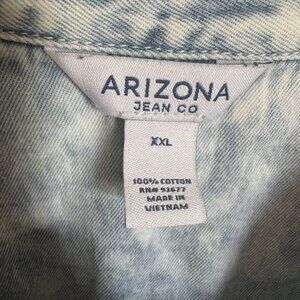 ARIZONA
JEAN CO
XXL
100% COTTON
RN# 93677
MADE IN
VIETNAM